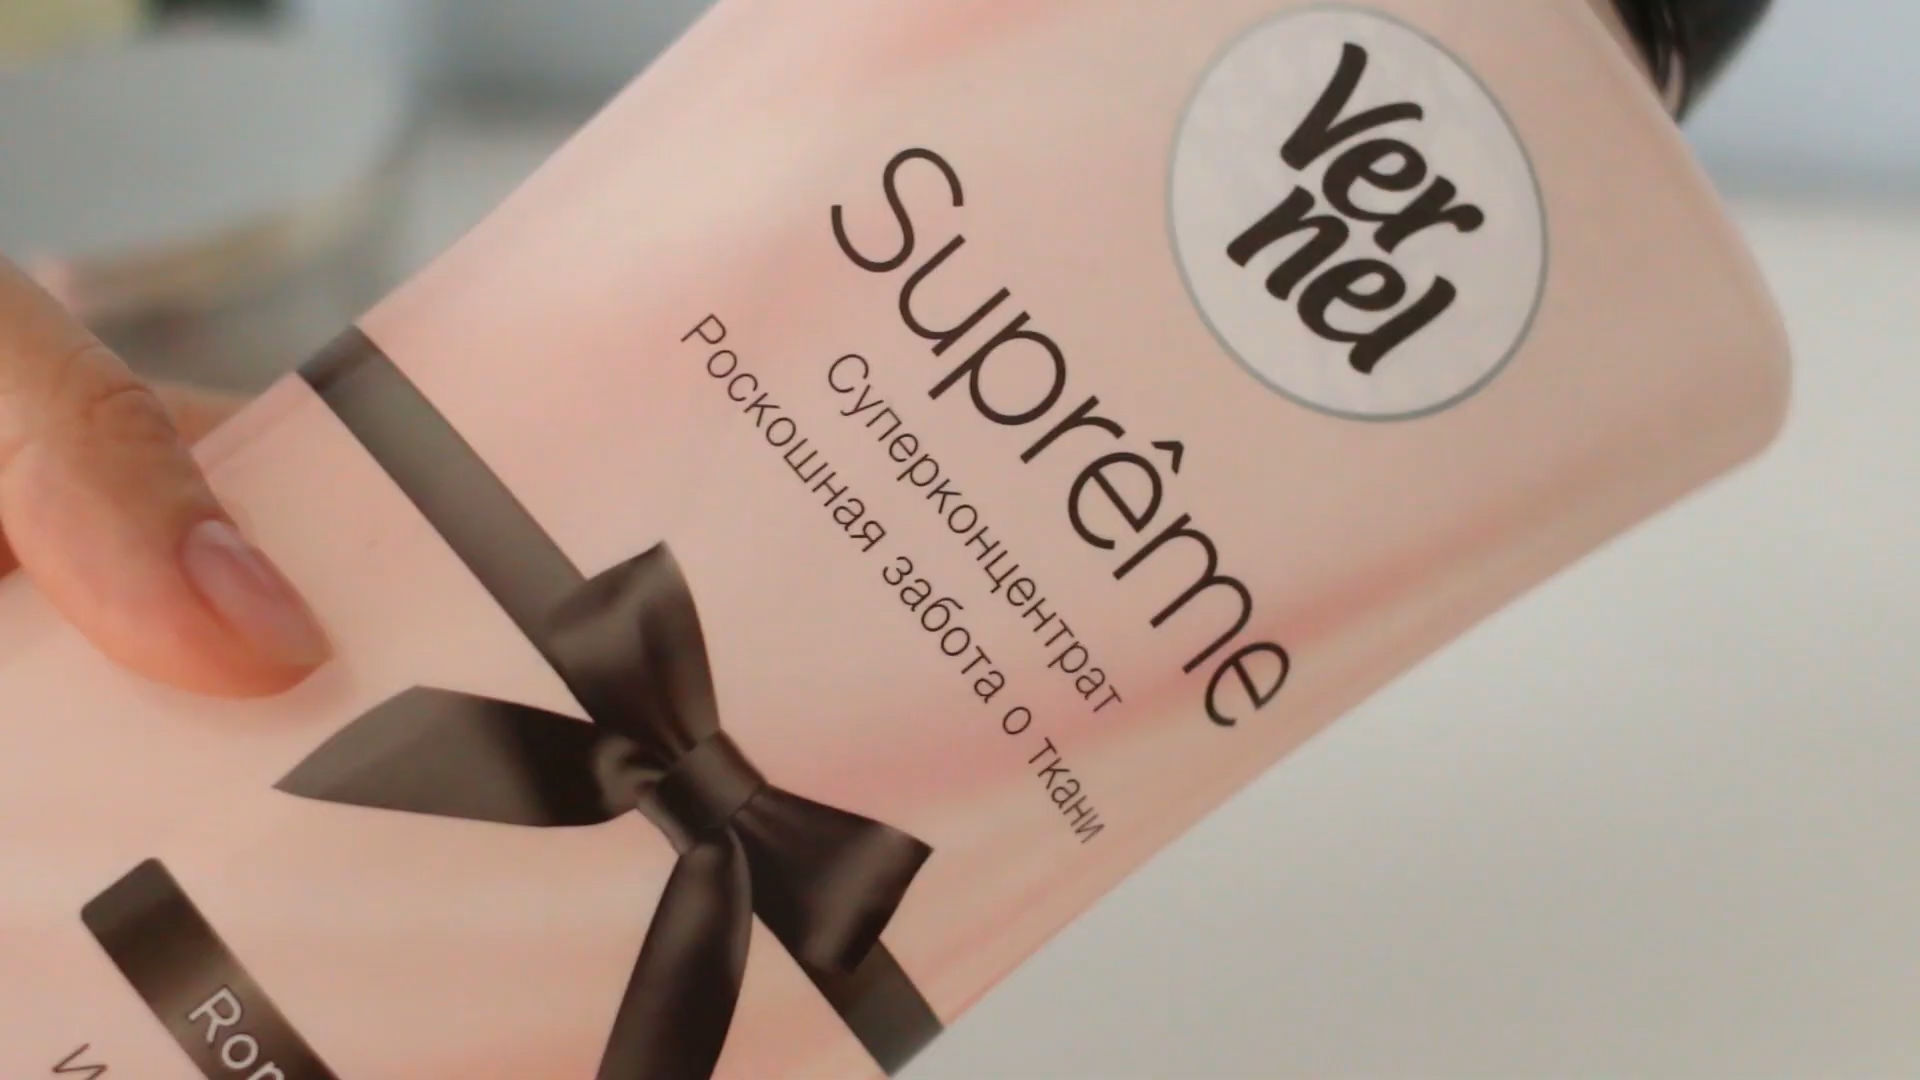 Ver
nel
Suprême
Суперконцентрат
Роскошная забота о ткани